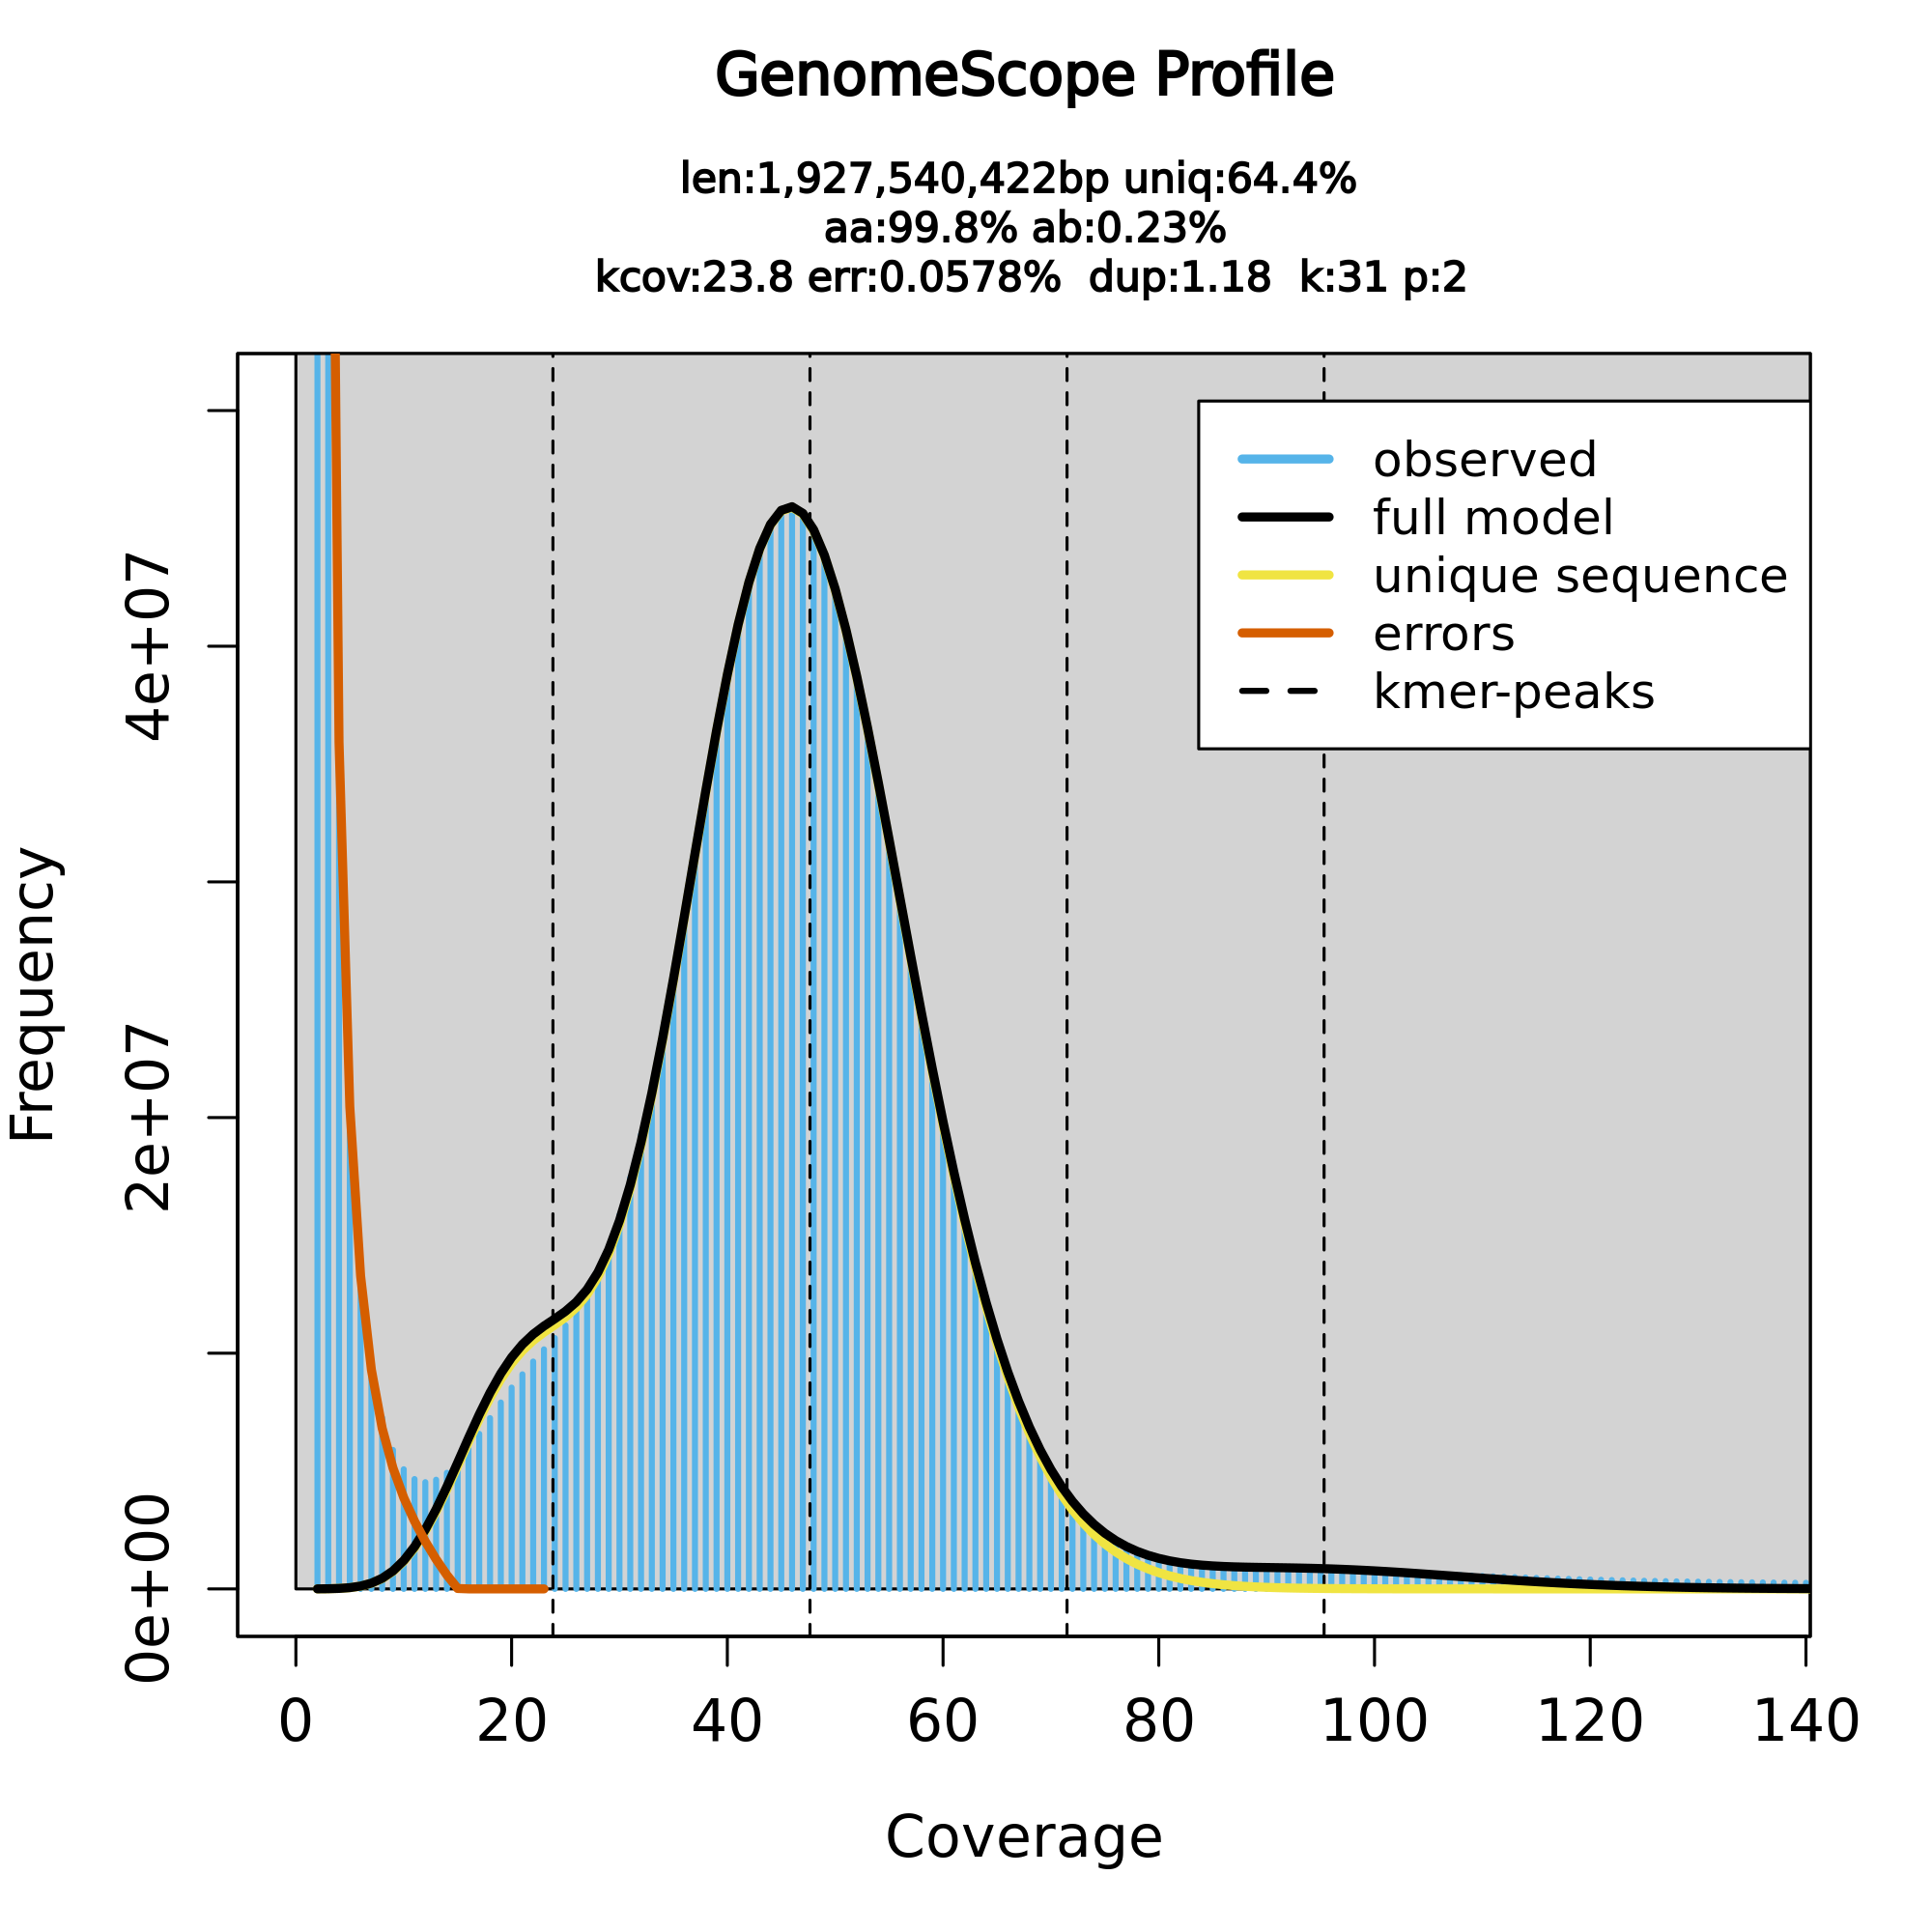 GenomeScope Profile
len:1,927,540,422bp uniq:64.4%
aa:99.8% ab:0.23%
kcov:23.8 err:0.0578%  dup:1.18  k:31 p:2
observed
full model
unique sequence
errors
kmer-peaks
Frequency
4e+07
2e+07
0e+00
0 20 40 60 80 100 120 140
Coverage